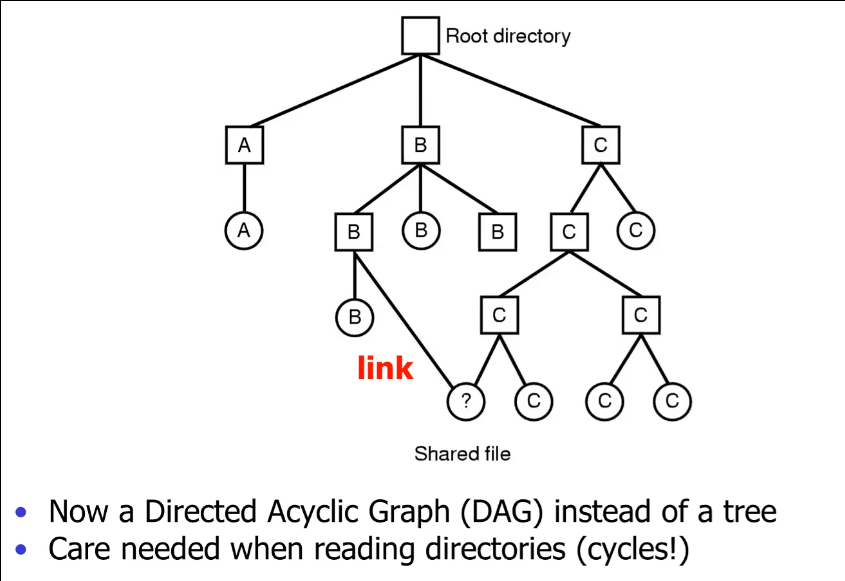 Root directory
A B C
A B B B C C
B C C
link
? C C C
Shared file
• Now a Directed Acyclic Graph (DAG) instead of a tree
• Care needed when reading directories (cycles!)